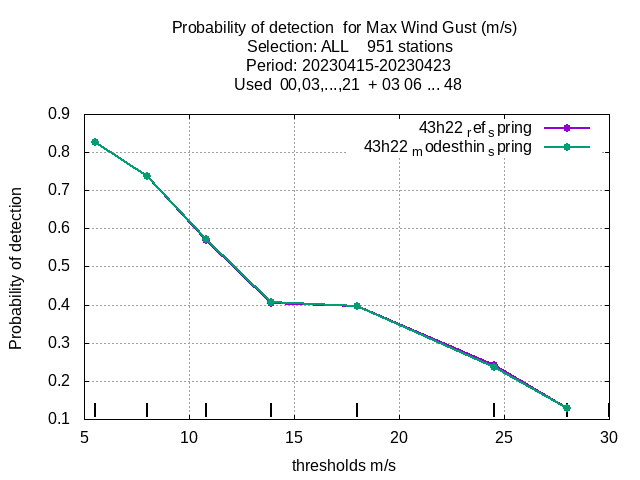 Probability of detection  for Max Wind Gust (m/s)
Selection: ALL    951 stations
Period: 20230415-20230423
Used  00,03,...,21  + 03 06 ... 48
43h22 ref spring
43h22 modesthin spring
0.9
0.8
0.7
0.6
0.5
0.4
0.3
0.2
0.1
Probability of detection
5 10 15 20 25 30
thresholds m/s